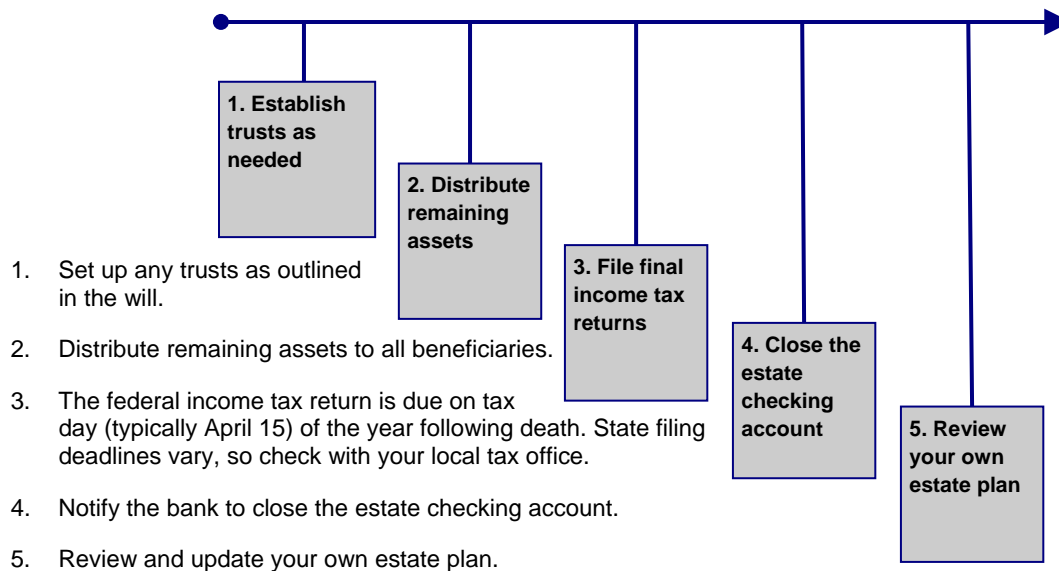 1. Establish
trusts as
needed
2. Distribute
remaining
assets
3. File final
income tax
returns
4. Close the
estate
checking
account
5. Review
your own
estate plan
1. Set up any trusts as outlined
in the will.
2. Distribute remaining assets to all beneficiaries.
3. The federal income tax return is due on tax
day (typically April 15) of the year following death. State filing
deadlines vary, so check with your local tax office.
4. Notify the bank to close the estate checking account.
5. Review and update your own estate plan.